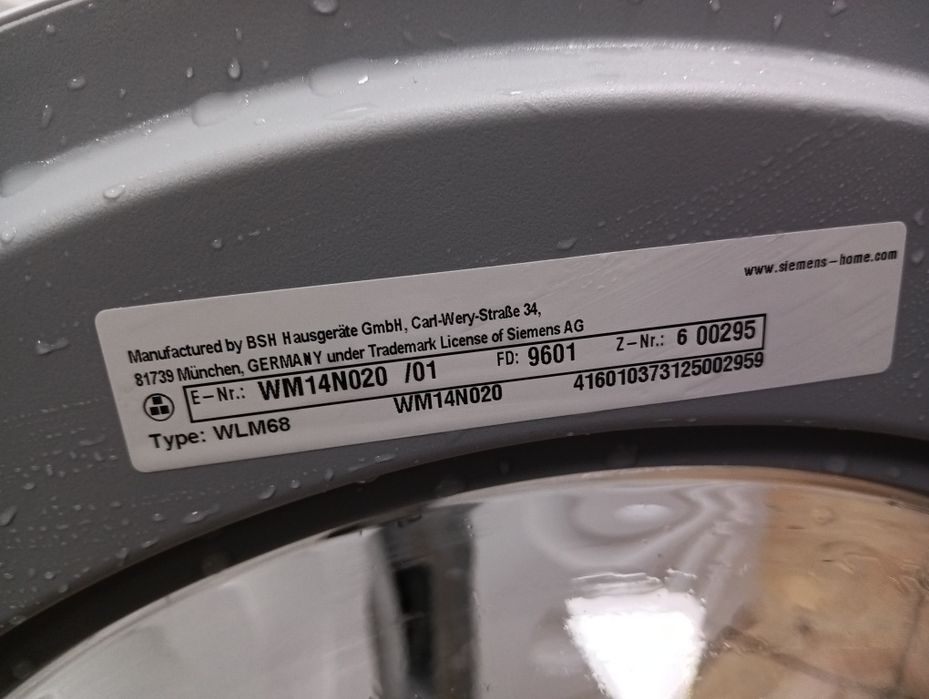 www.siemens-home.com
Manufactured by BSH Hausgeräte GmbH, Carl-Wery-Straße 34,
81739 München, GERMANY under Trademark License of Siemens AG
E-Nr.: WM14N020 /01 FD: 9601 Z-Nr.: 6 00295
Type: WLM68 WM14N020 416010373125002959